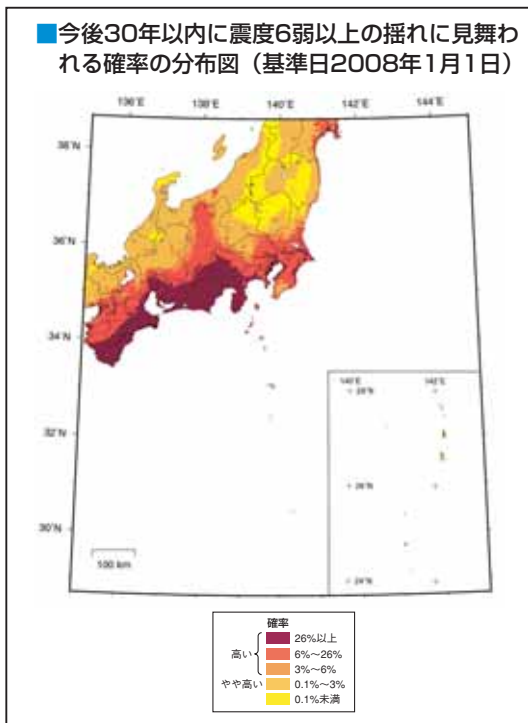 ■今後30年以内に震度6弱以上の揺れに見舞わ
れる確率の分布図（基準日2008年1月1日）
136˚E 138˚E 140˚E 142˚E 144˚E
38˚N
36˚N
34˚N
32˚N
30˚N
100 km
140˚E 142˚E
28˚N
26˚N
24˚N
確率
高い
26%以上
6%～26%
3%～6%
やや高い 0.1%～3%
0.1%未満